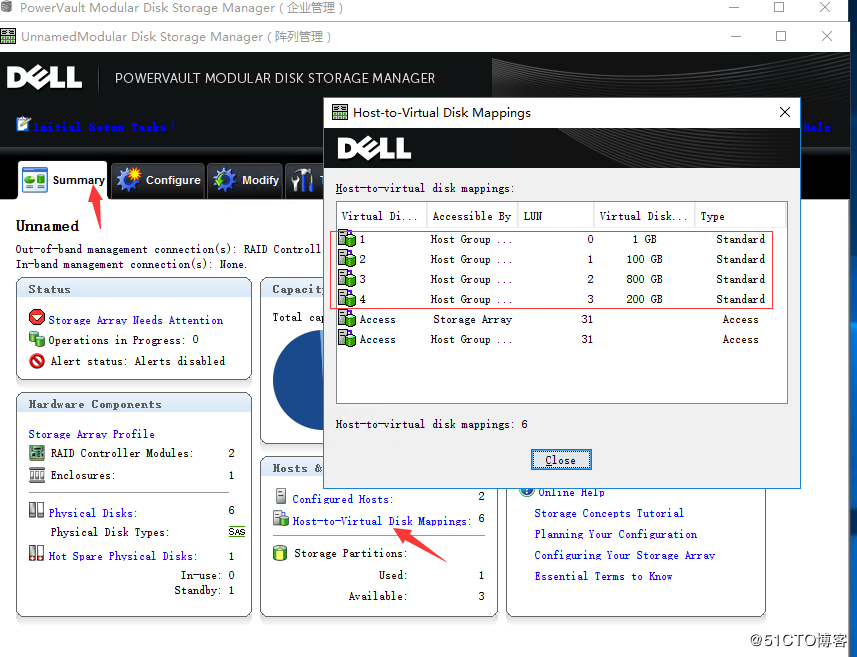 PowerVault Modular Disk Storage Manager ( 企业管理 )
UnnamedModular Disk Storage Manager ( 阵列管理 )
DELL
POWERVAULT MODULAR DISK STORAGE MANAGER
Initial Setup Tasks
Help
Summary
Configure
Modify
T
Unnamed
Out-of-band management connection(s): RAID Controll
In-band management connection(s): None.
Status
Storage Array Needs Attention
Operations in Progress: 0
Alert status: Alerts disabled
Hardware Components
Storage Array Profile
RAID Controller Modules: 2
Enclosures: 1
Physical Disks: 6
Physical Disk Types: SAS
Hot Spare Physical Disks: 1
In-use: 0
Standby: 1
Capacit
Total cap
Hosts &
Configured Hosts: 2
Host-to-Virtual Disk Mappings: 6
Storage Partitions:
Used: 1
Available: 3
Online Help
Storage Concepts Tutorial
Planning Your Configuration
Configuring Your Storage Array
Essential Terms to Know
Host-to-Virtual Disk Mappings
DELL
Host-to-virtual disk mappings:
Virtual Di... Accessible By LUN Virtual Disk... Type
1 Host Group ... 0 1 GB Standard
2 Host Group ... 1 100 GB Standard
3 Host Group ... 2 800 GB Standard
4 Host Group ... 3 200 GB Standard
Access Storage Array 31 Access
Access Host Group ... 31 Access
Host-to-virtual disk mappings: 6
Close
@51CTO博客